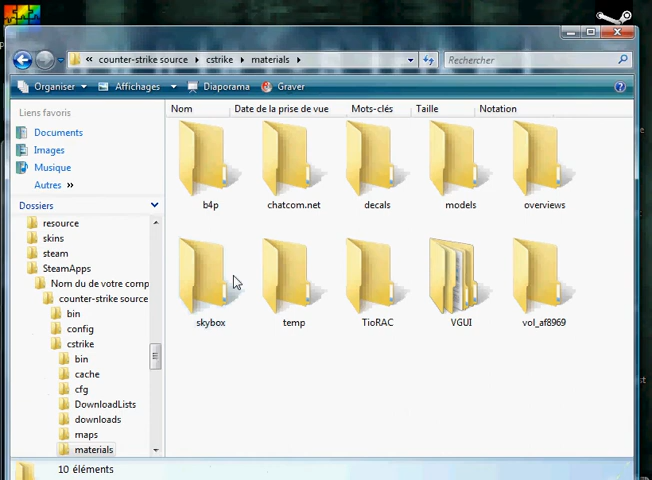 counter-strike source ▸ cstrike ▸ materials ▸
Rechercher
Organiser Affichages Diaporama Graver
Liens favoris
Documents
Images
Musique
Autres »
Dossiers
resource
skins
steam
SteamApps
Nom du de votre comp
counter-strike source
bin
config
cstrike
bin
cache
cfg
DownloadLists
downloads
maps
materials
Nom Date de la prise de vue Mots-clés Taille Notation
b4p chatcom.net decals models overviews
skybox temp TioRAC VGUI vol_af8969
10 éléments